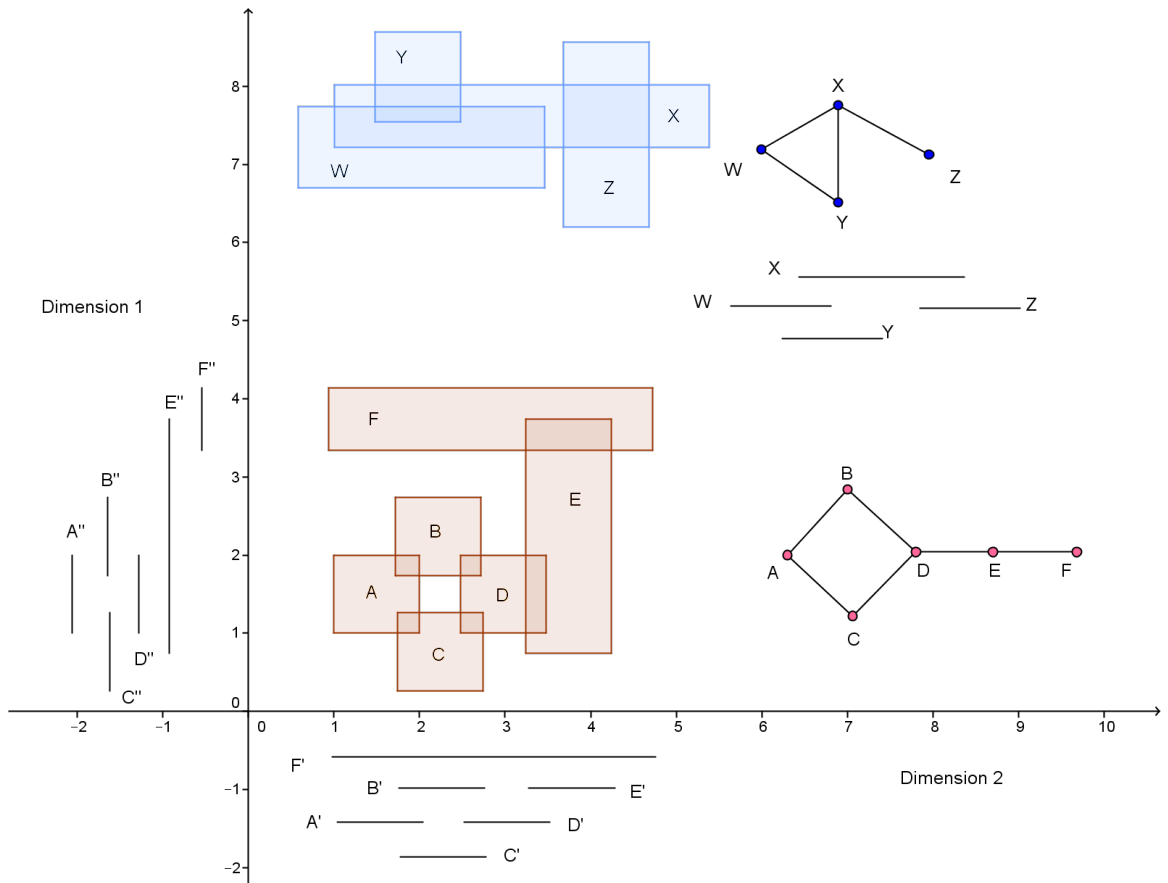 Y
8
X
X
7
W
W
Z
Z
Y
6
X
W
Z
Dimension 1
5
Y
F''
4
E''
F
3
B''
B
E
A''
B
2
A
D
A
D
E
F
1
D''
C
C
C''
0
−2
−1
0
1
2
3
4
5
6
7
8
9
10
F'
Dimension 2
−1
B'
E'
A'
D'
C'
−2